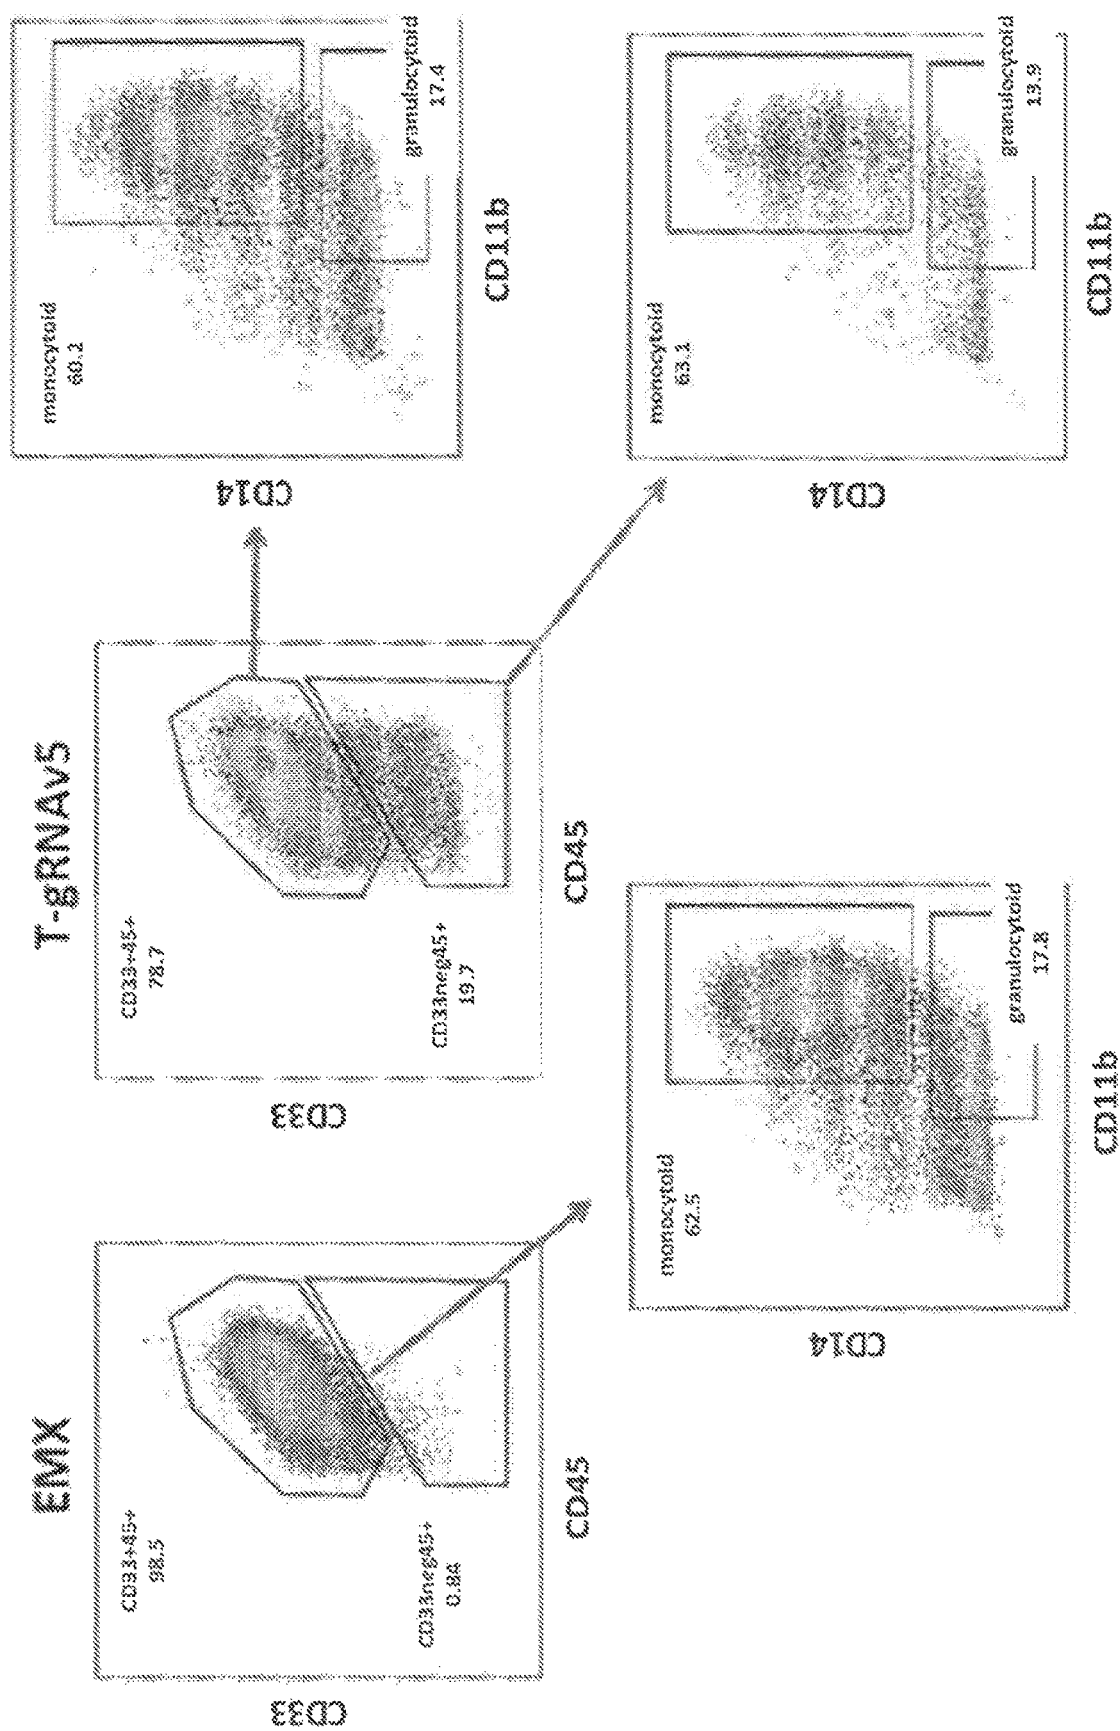 EMX
T-gRNAv5
CD33+45+
98.5
CD33neg45+
0.84
CD33
CD45
CD33+45+
78.7
CD33neg45+
19.7
CD33
CD45
monocytoid
60.2
granulocytoid
17.4
CD14
CD11b
monocytoid
62.5
granulocytoid
17.8
CD14
CD11b
monocytoid
63.1
granulocytoid
13.9
CD14
CD11b